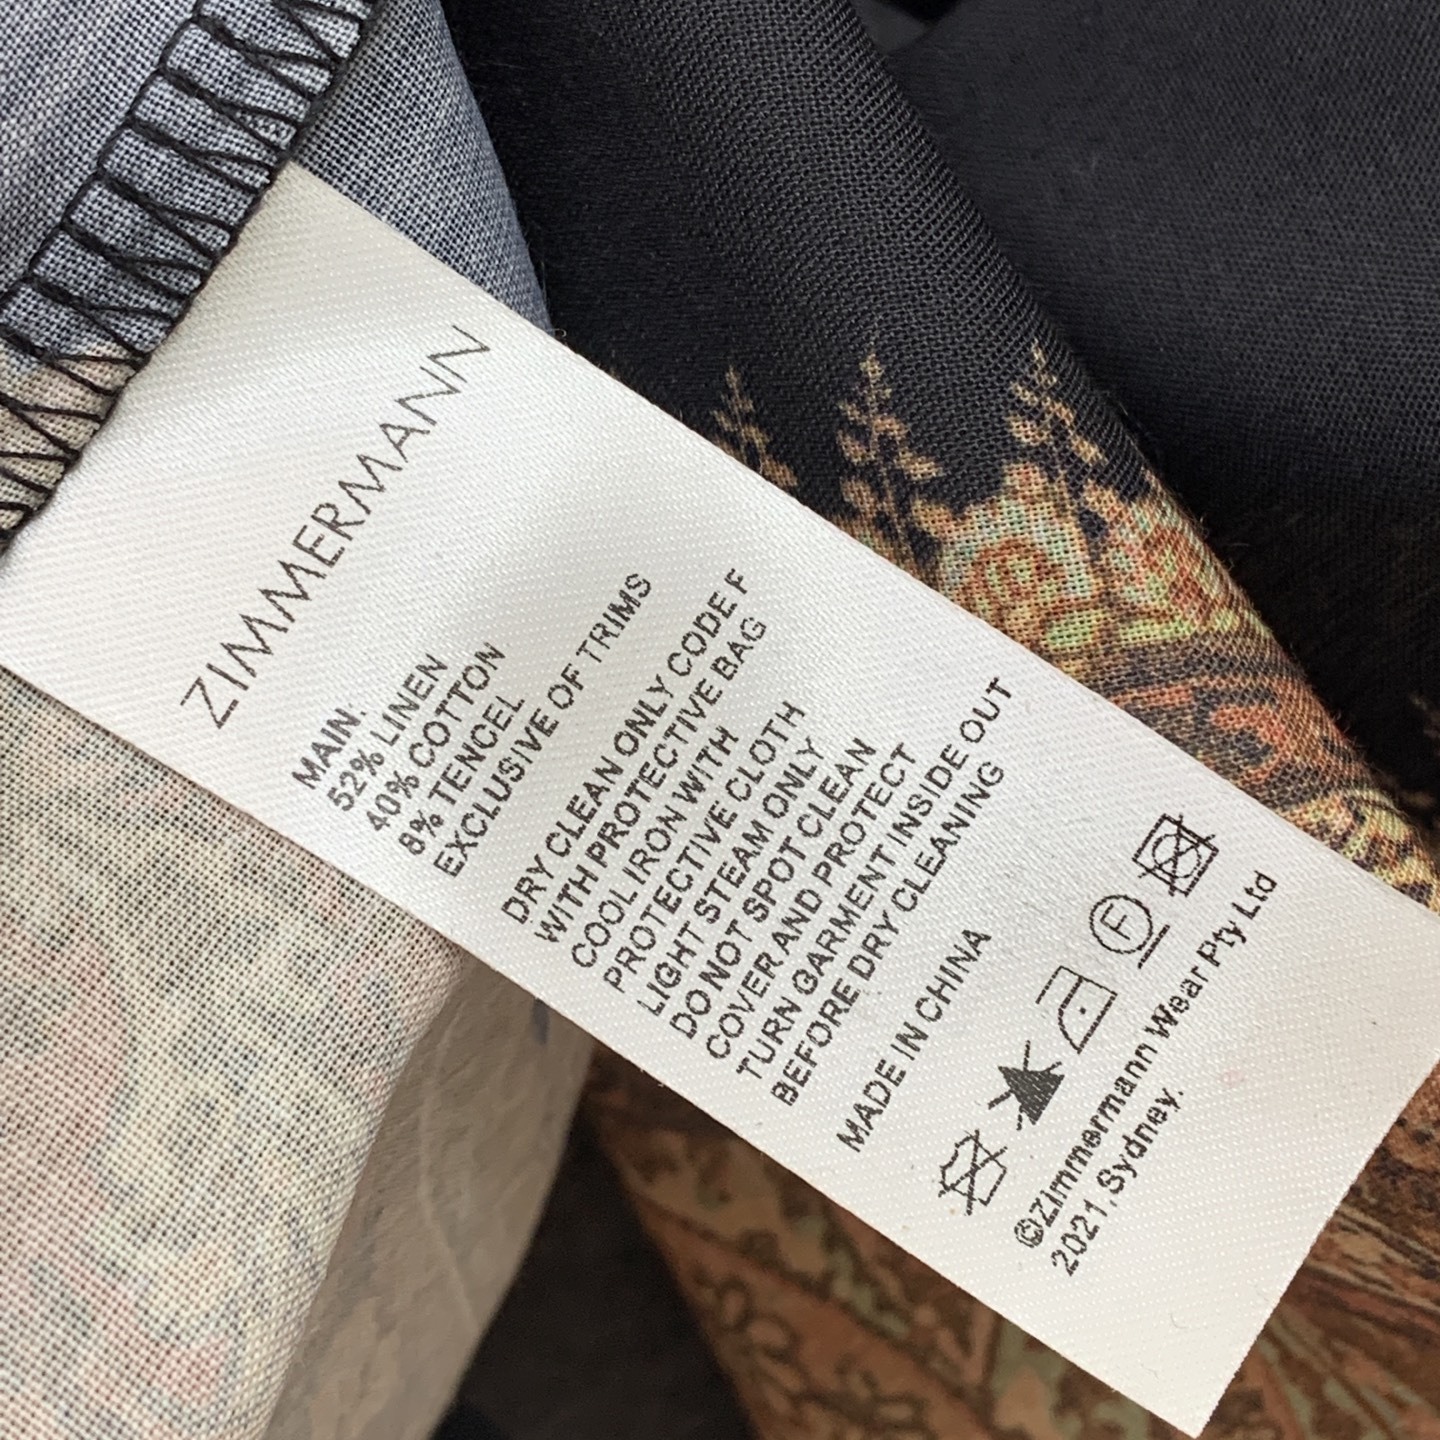 ZIMMERMANN
MAIN.
52% LINEN
40% COTTON
8% TENCEL
EXCLUSIVE OF TRIMS
DRY CLEAN ONLY CODE F
WITH PROTECTIVE BAG
COOL IRON WITH
PROTECTIVE CLOTH
LIGHT STEAM ONLY
DO NOT SPOT CLEAN
COVER AND PROTECT
TURN GARMENT INSIDE OUT
BEFORE DRY CLEANING
MADE IN CHINA
F
©Zimmermann Wear Pty Ltd
2021,Sydney.